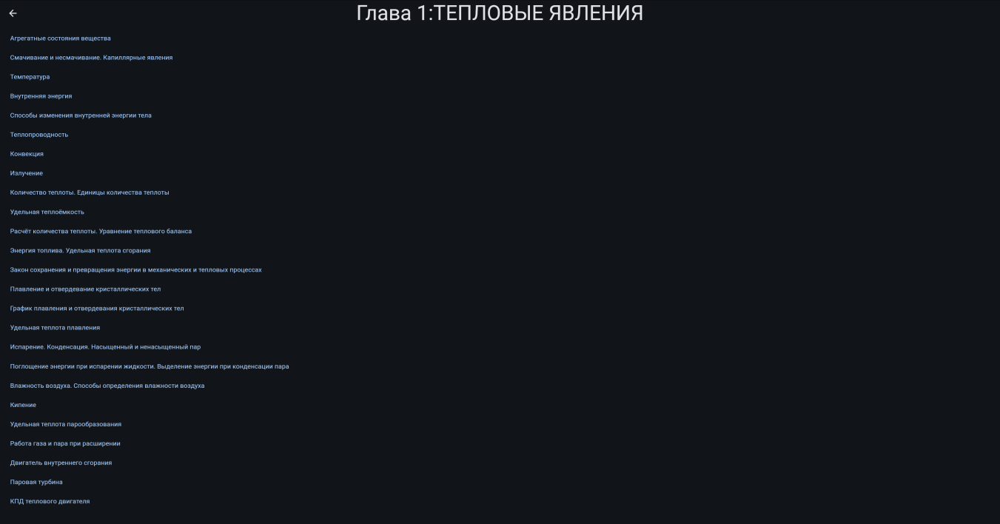 Глава 1:ТЕПЛОВЫЕ ЯВЛЕНИЯ
Агрегатные состояния вещества
Смачивание и несмачивание. Капиллярные явления
Температура
Внутренняя энергия
Способы изменения внутренней энергии тела
Теплопроводность
Конвекция
Излучение
Количество теплоты. Единицы количества теплоты
Удельная теплоёмкость
Расчёт количества теплоты. Уравнение теплового баланса
Энергия топлива. Удельная теплота сгорания
Закон сохранения и превращения энергии в механических и тепловых процессах
Плавление и отвердевание кристаллических тел
График плавления и отвердевания кристаллических тел
Удельная теплота плавления
Испарение. Конденсация. Насыщенный и ненасыщенный пар
Поглощение энергии при испарении жидкости. Выделение энергии при конденсации пара
Влажность воздуха. Способы определения влажности воздуха
Кипение
Удельная теплота парообразования
Работа газа и пара при расширении
Двигатель внутреннего сгорания
Паровая турбина
КПД теплового двигателя